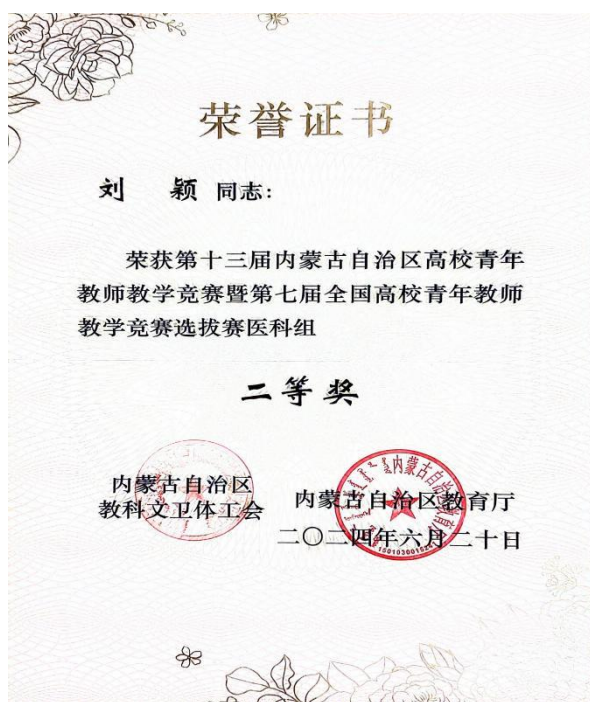 荣誉证书
刘 颖 同志：
荣获第十三届内蒙古自治区高校青年
教师教学竞赛暨第七届全国高校青年教师
教学竞赛选拔赛医科组
二等奖
内蒙古自治区
教科文卫体工会
内蒙古自治区教育厅
二〇二四年六月二十日